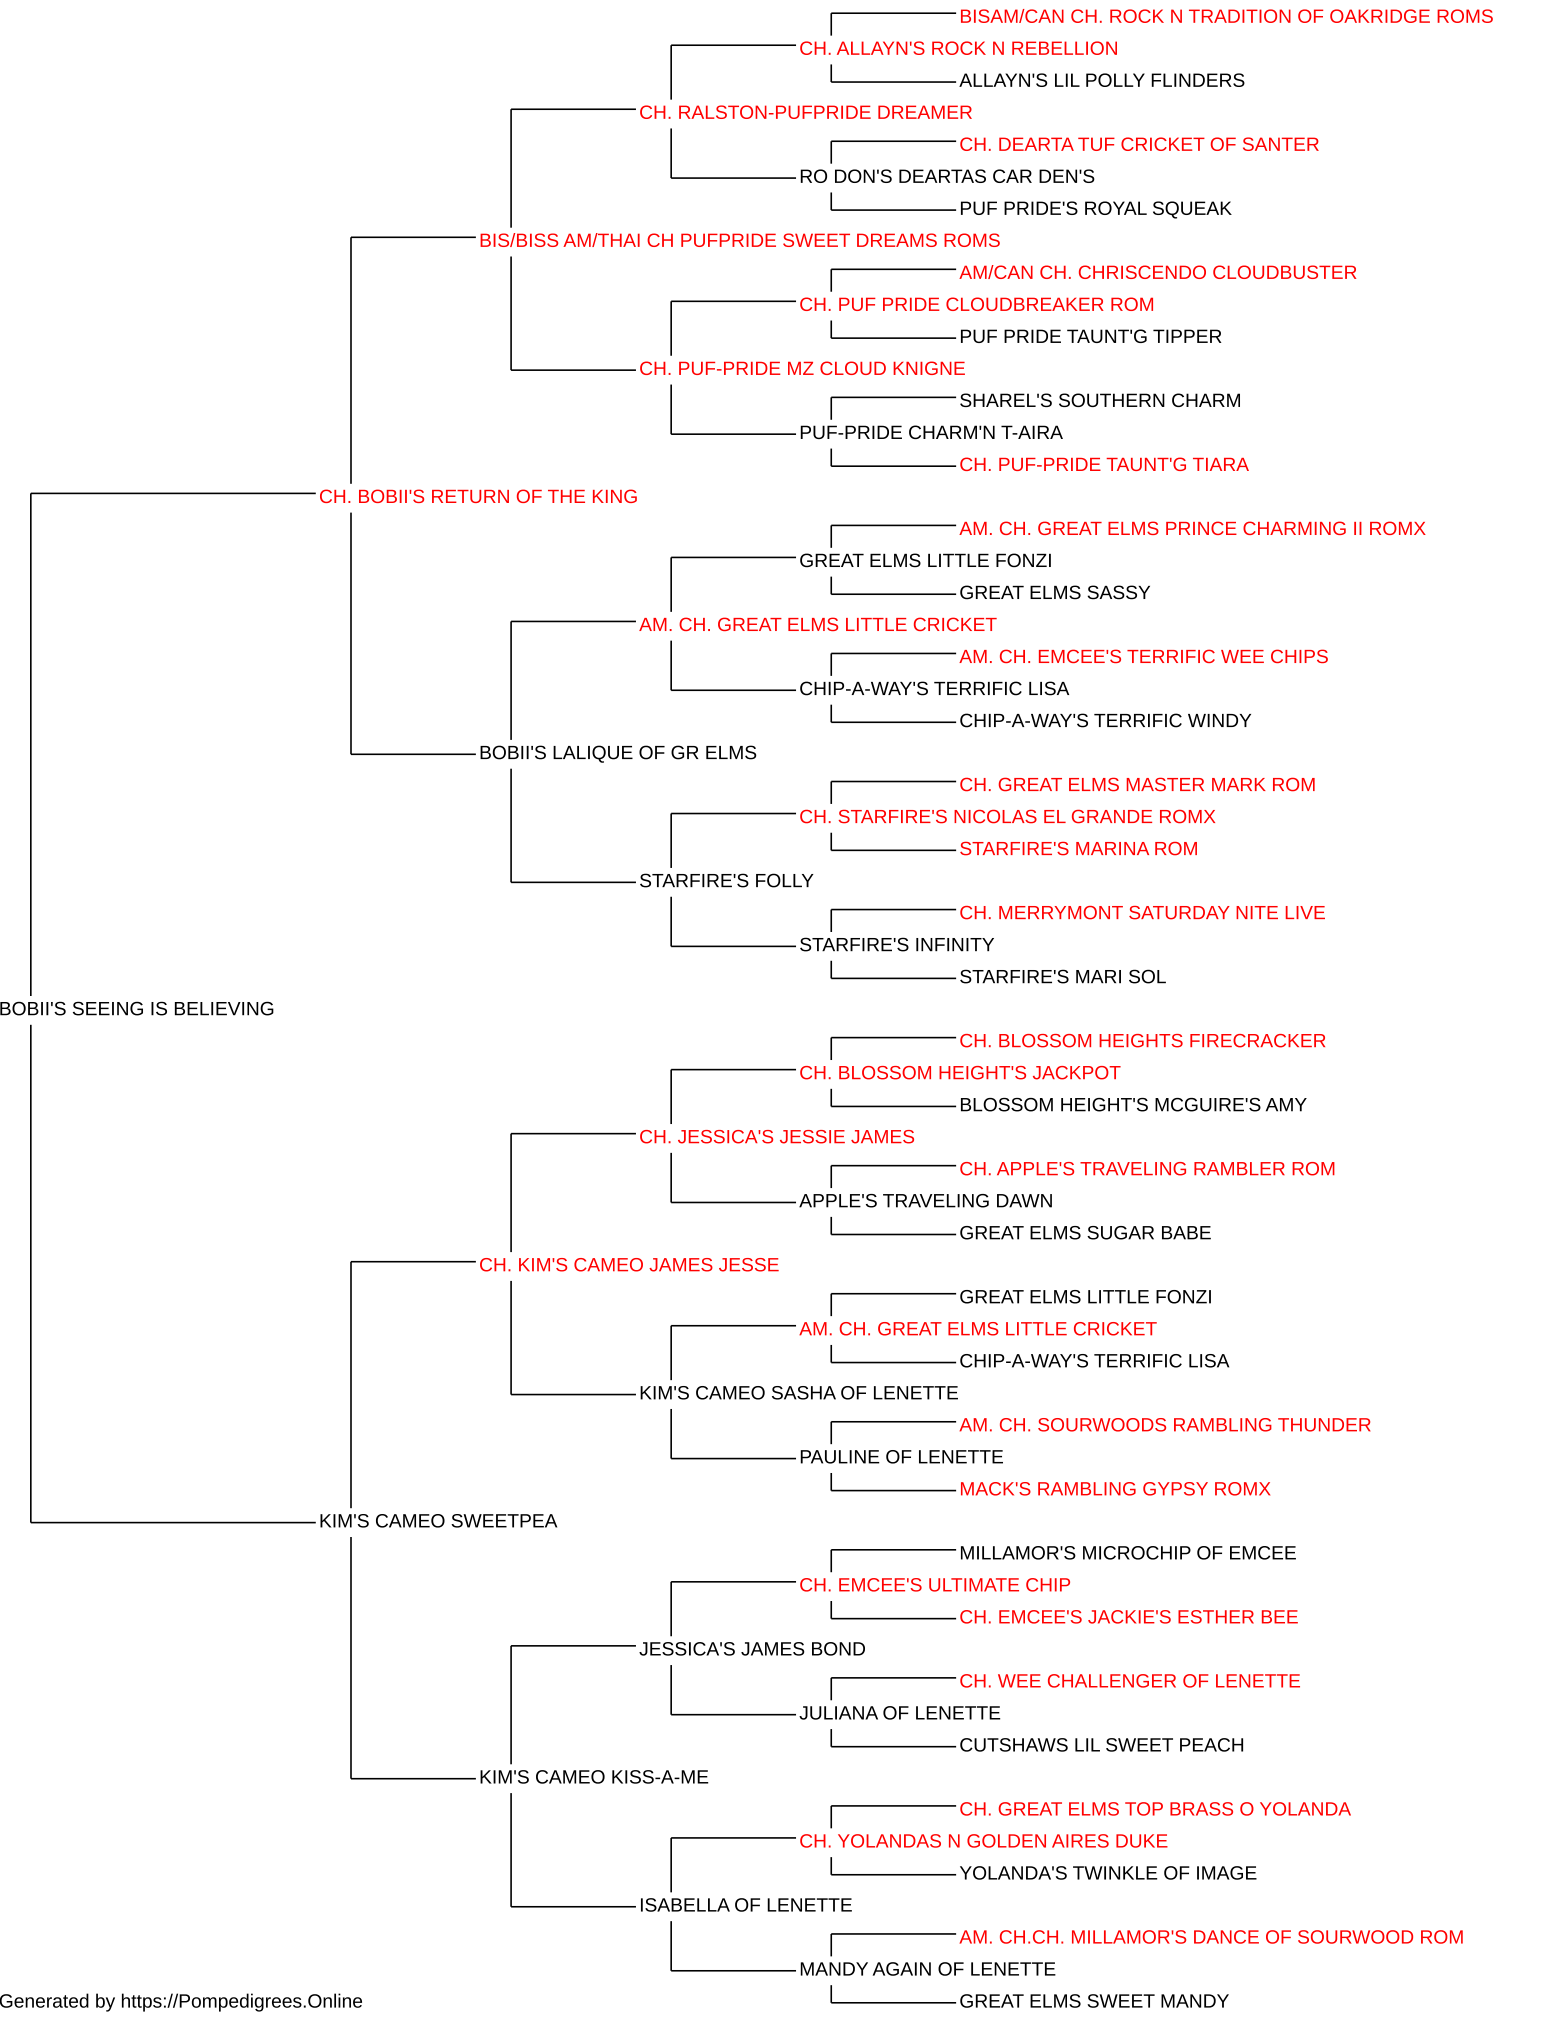 BISAM/CAN CH. ROCK N TRADITION OF OAKRIDGE ROMS
CH. ALLAYN'S ROCK N REBELLION
ALLAYN'S LIL POLLY FLINDERS
CH. RALSTON-PUFPRIDE DREAMER
CH. DEARTA TUF CRICKET OF SANTER
RO DON'S DEARTAS CAR DEN'S
PUF PRIDE'S ROYAL SQUEAK
BIS/BISS AM/THAI CH PUFPRIDE SWEET DREAMS ROMS
AM/CAN CH. CHRISCENDO CLOUDBUSTER
CH. PUF PRIDE CLOUDBREAKER ROM
PUF PRIDE TAUNT'G TIPPER
CH. PUF-PRIDE MZ CLOUD KNIGNE
SHAREL'S SOUTHERN CHARM
PUF-PRIDE CHARM'N T-AIRA
CH. PUF-PRIDE TAUNT'G TIARA
CH. BOBII'S RETURN OF THE KING
AM. CH. GREAT ELMS PRINCE CHARMING II ROMX
GREAT ELMS LITTLE FONZI
GREAT ELMS SASSY
AM. CH. GREAT ELMS LITTLE CRICKET
AM. CH. EMCEE'S TERRIFIC WEE CHIPS
CHIP-A-WAY'S TERRIFIC LISA
CHIP-A-WAY'S TERRIFIC WINDY
BOBII'S LALIQUE OF GR ELMS
CH. GREAT ELMS MASTER MARK ROM
CH. STARFIRE'S NICOLAS EL GRANDE ROMX
STARFIRE'S MARINA ROM
STARFIRE'S FOLLY
CH. MERRYMONT SATURDAY NITE LIVE
STARFIRE'S INFINITY
STARFIRE'S MARI SOL
BOBII'S SEEING IS BELIEVING
CH. BLOSSOM HEIGHTS FIRECRACKER
CH. BLOSSOM HEIGHT'S JACKPOT
BLOSSOM HEIGHT'S MCGUIRE'S AMY
CH. JESSICA'S JESSIE JAMES
CH. APPLE'S TRAVELING RAMBLER ROM
APPLE'S TRAVELING DAWN
GREAT ELMS SUGAR BABE
CH. KIM'S CAMEO JAMES JESSE
GREAT ELMS LITTLE FONZI
AM. CH. GREAT ELMS LITTLE CRICKET
CHIP-A-WAY'S TERRIFIC LISA
KIM'S CAMEO SASHA OF LENETTE
AM. CH. SOURWOODS RAMBLING THUNDER
PAULINE OF LENETTE
MACK'S RAMBLING GYPSY ROMX
KIM'S CAMEO SWEETPEA
MILLAMOR'S MICROCHIP OF EMCEE
CH. EMCEE'S ULTIMATE CHIP
CH. EMCEE'S JACKIE'S ESTHER BEE
JESSICA'S JAMES BOND
CH. WEE CHALLENGER OF LENETTE
JULIANA OF LENETTE
CUTSHAWS LIL SWEET PEACH
KIM'S CAMEO KISS-A-ME
CH. GREAT ELMS TOP BRASS O YOLANDA
CH. YOLANDAS N GOLDEN AIRES DUKE
YOLANDA'S TWINKLE OF IMAGE
ISABELLA OF LENETTE
AM. CH.CH. MILLAMOR'S DANCE OF SOURWOOD ROM
MANDY AGAIN OF LENETTE
GREAT ELMS SWEET MANDY
Generated by https://Pompedigrees.Online